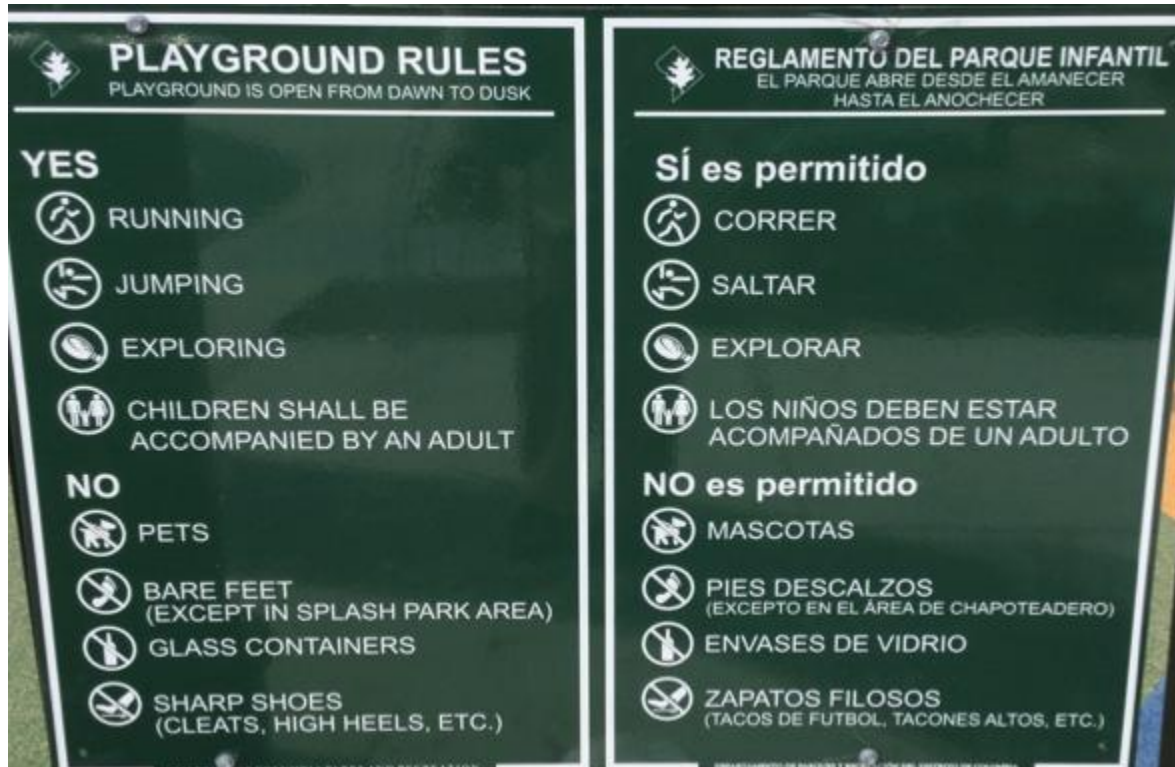 PLAYGROUND RULES
PLAYGROUND IS OPEN FROM DAWN TO DUSK
YES
RUNNING
JUMPING
EXPLORING
CHILDREN SHALL BE
ACCOMPANIED BY AN ADULT
NO
PETS
BARE FEET
(EXCEPT IN SPLASH PARK AREA)
GLASS CONTAINERS
SHARP SHOES
(CLEATS, HIGH HEELS, ETC.)
REGLAMENTO DEL PARQUE INFANTIL
EL PARQUE ABRE DESDE EL AMANECER
HASTA EL ANOCHECER
SÍ es permitido
CORRER
SALTAR
EXPLORAR
LOS NIÑOS DEBEN ESTAR
ACOMPAÑADOS DE UN ADULTO
NO es permitido
MASCOTAS
PIES DESCALZOS
(EXCEPTO EN EL ÁREA DE CHAPOTEADERO)
ENVASES DE VIDRIO
ZAPATOS FILOSOS
(TACOS DE FUTBOL, TACONES ALTOS, ETC.)